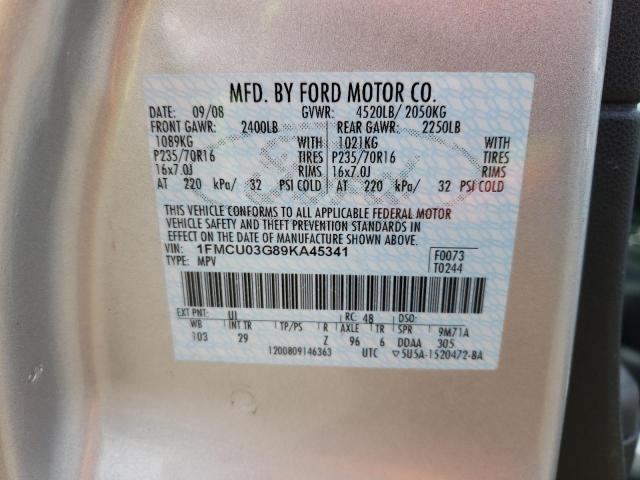 MFD. BY FORD MOTOR CO.
DATE: 09/08 GVWR: 4520LB/ 2050KG
FRONT GAWR: 2400LB REAR GAWR: 2250LB
1089KG WITH 1021KG WITH
P235/70R16 TIRES P235/70R16 TIRES
16x7.0J RIMS 16x7.0J RIMS
AT 220 kPa/ 32 PSI COLD AT 220 kPa/ 32 PSI COLD
THIS VEHICLE CONFORMS TO ALL APPLICABLE FEDERAL MOTOR
VEHICLE SAFETY AND THEFT PREVENTION STANDARDS IN
EFFECT ON THE DATE OF MANUFACTURE SHOWN ABOVE.
VIN: 1FMCU03G89KA45341 F0073
TYPE: MPV T0244
EXT PNT: UI RC: 48 DSO:
WB INT TR TP/PS R AXLE TR SPR 9M71A
103 29 Z 96 6 DDAA 305
1200809146363 UTC ▽5U5A-1520472-BA